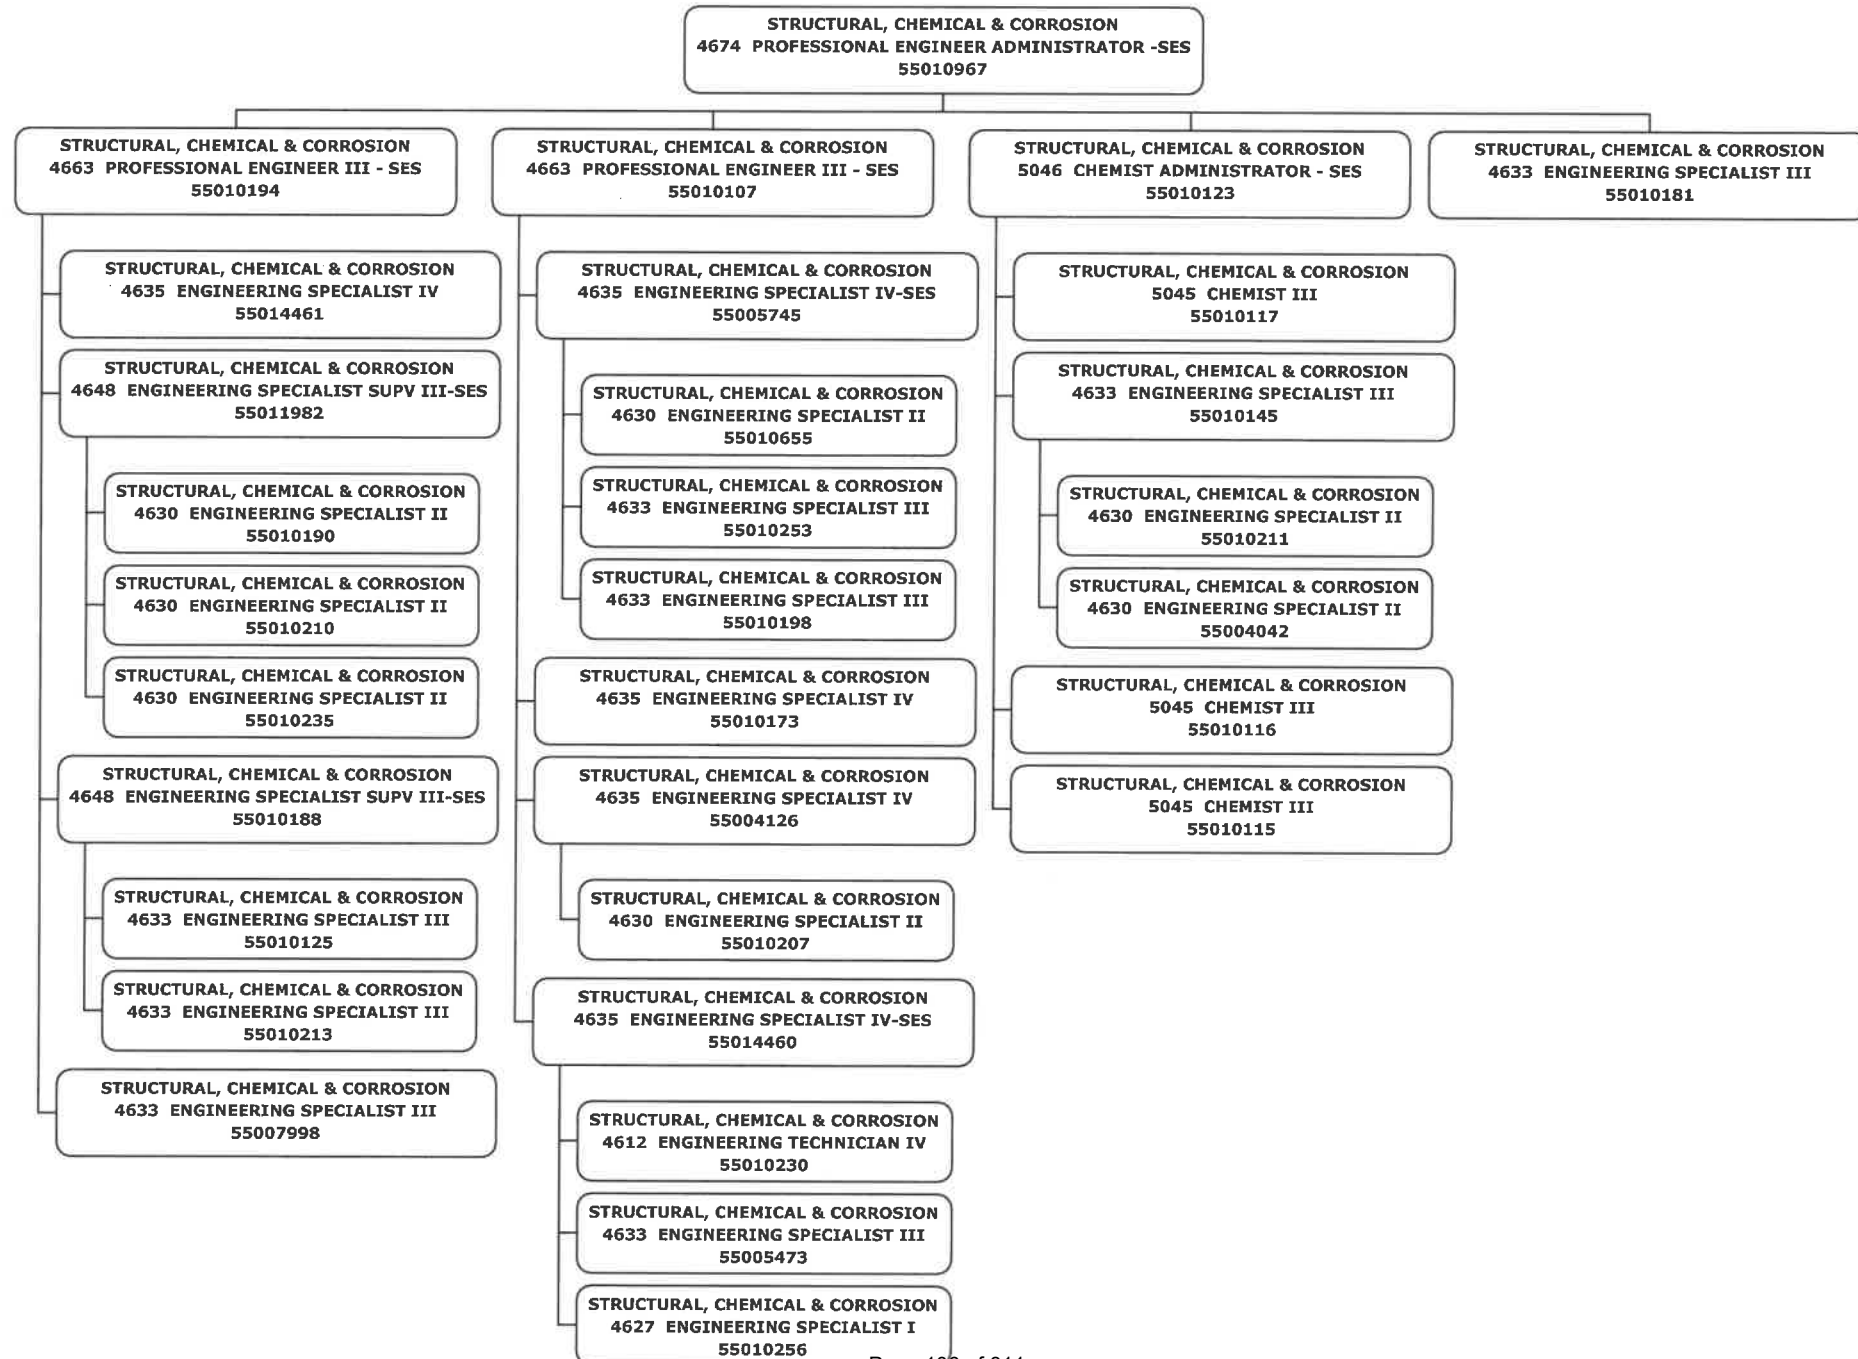 STRUCTURAL, CHEMICAL & CORROSION
4674 PROFESSIONAL ENGINEER ADMINISTRATOR -SES
55010967
STRUCTURAL, CHEMICAL & CORROSION
4663 PROFESSIONAL ENGINEER III - SES
55010194
STRUCTURAL, CHEMICAL & CORROSION
4635 ENGINEERING SPECIALIST IV
55014461
STRUCTURAL, CHEMICAL & CORROSION
4648 ENGINEERING SPECIALIST SUPV III-SES
55011982
STRUCTURAL, CHEMICAL & CORROSION
4630 ENGINEERING SPECIALIST II
55010190
STRUCTURAL, CHEMICAL & CORROSION
4630 ENGINEERING SPECIALIST II
55010210
STRUCTURAL, CHEMICAL & CORROSION
4630 ENGINEERING SPECIALIST II
55010235
STRUCTURAL, CHEMICAL & CORROSION
4648 ENGINEERING SPECIALIST SUPV III-SES
55010188
STRUCTURAL, CHEMICAL & CORROSION
4633 ENGINEERING SPECIALIST III
55010125
STRUCTURAL, CHEMICAL & CORROSION
4633 ENGINEERING SPECIALIST III
55010213
STRUCTURAL, CHEMICAL & CORROSION
4633 ENGINEERING SPECIALIST III
55007998
STRUCTURAL, CHEMICAL & CORROSION
4663 PROFESSIONAL ENGINEER III - SES
55010107
STRUCTURAL, CHEMICAL & CORROSION
4635 ENGINEERING SPECIALIST IV-SES
55005745
STRUCTURAL, CHEMICAL & CORROSION
4630 ENGINEERING SPECIALIST II
55010655
STRUCTURAL, CHEMICAL & CORROSION
4633 ENGINEERING SPECIALIST III
55010253
STRUCTURAL, CHEMICAL & CORROSION
4633 ENGINEERING SPECIALIST III
55010198
STRUCTURAL, CHEMICAL & CORROSION
4635 ENGINEERING SPECIALIST IV
55010173
STRUCTURAL, CHEMICAL & CORROSION
4635 ENGINEERING SPECIALIST IV
55004126
STRUCTURAL, CHEMICAL & CORROSION
4630 ENGINEERING SPECIALIST II
55010207
STRUCTURAL, CHEMICAL & CORROSION
4635 ENGINEERING SPECIALIST IV-SES
55014460
STRUCTURAL, CHEMICAL & CORROSION
4612 ENGINEERING TECHNICIAN IV
55010230
STRUCTURAL, CHEMICAL & CORROSION
4633 ENGINEERING SPECIALIST III
55005473
STRUCTURAL, CHEMICAL & CORROSION
4627 ENGINEERING SPECIALIST I
55010256
STRUCTURAL, CHEMICAL & CORROSION
5046 CHEMIST ADMINISTRATOR - SES
55010123
STRUCTURAL, CHEMICAL & CORROSION
5045 CHEMIST III
55010117
STRUCTURAL, CHEMICAL & CORROSION
4633 ENGINEERING SPECIALIST III
55010145
STRUCTURAL, CHEMICAL & CORROSION
4630 ENGINEERING SPECIALIST II
55010211
STRUCTURAL, CHEMICAL & CORROSION
4630 ENGINEERING SPECIALIST II
55004042
STRUCTURAL, CHEMICAL & CORROSION
5045 CHEMIST III
55010116
STRUCTURAL, CHEMICAL & CORROSION
5045 CHEMIST III
55010115
STRUCTURAL, CHEMICAL & CORROSION
4633 ENGINEERING SPECIALIST III
55010181